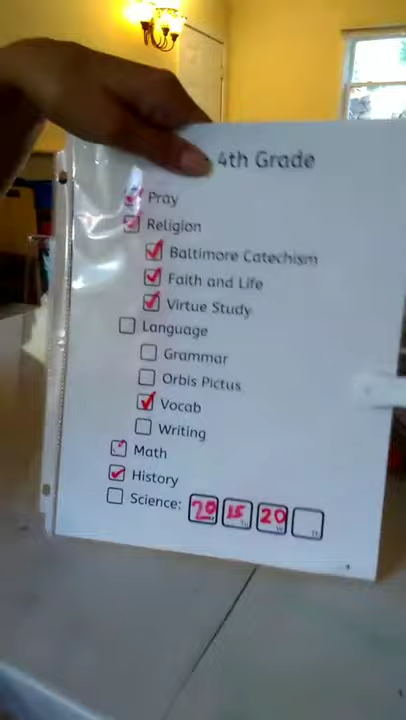 4th Grade
Pray
Religion
Baltimore Catechism
Faith and Life
Virtue Study
Language
Grammar
Orbis Pictus
Vocab
Writing
Math
History
Science: 20 15 20